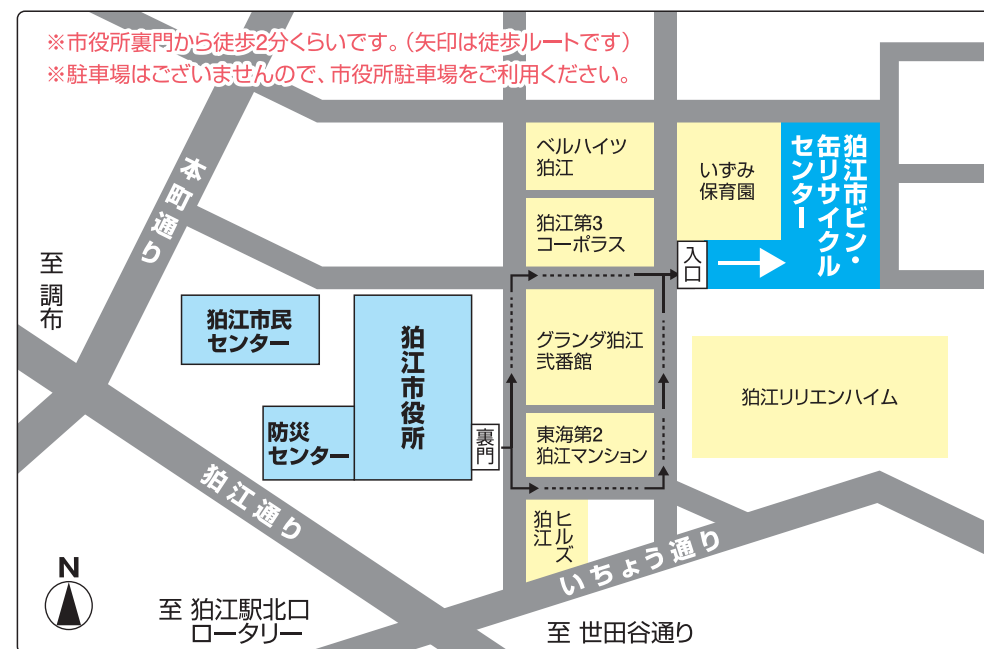 ※市役所裏門から徒歩2分くらいです。（矢印は徒歩ルートです）
※駐車場はございませんので、市役所駐車場をご利用ください。
本町通り
至 調布
ベルハイツ
狛江
狛江第3
コーポラス
いずみ
保育園
狛江市ビン・
缶リサイクル
センター
入口
狛江市民
センター
狛江市役所
防災
センター
裏門
グランダ狛江
弐番館
東海第2
狛江マンション
狛江リリエンハイム
狛江通り
ヒルズ
狛江
いちょう通り
N
至 狛江駅北口
ロータリー
至 世田谷通り